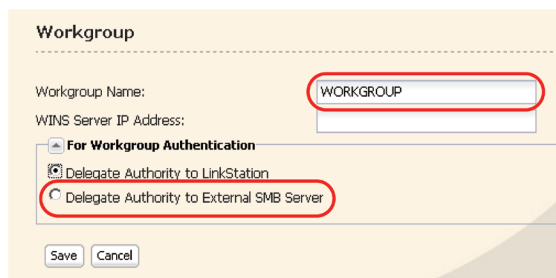 Workgroup
Workgroup Name: WORKGROUP
WINS Server IP Address:
For Workgroup Authentication
Delegate Authority to LinkStation
Delegate Authority to External SMB Server
Save Cancel